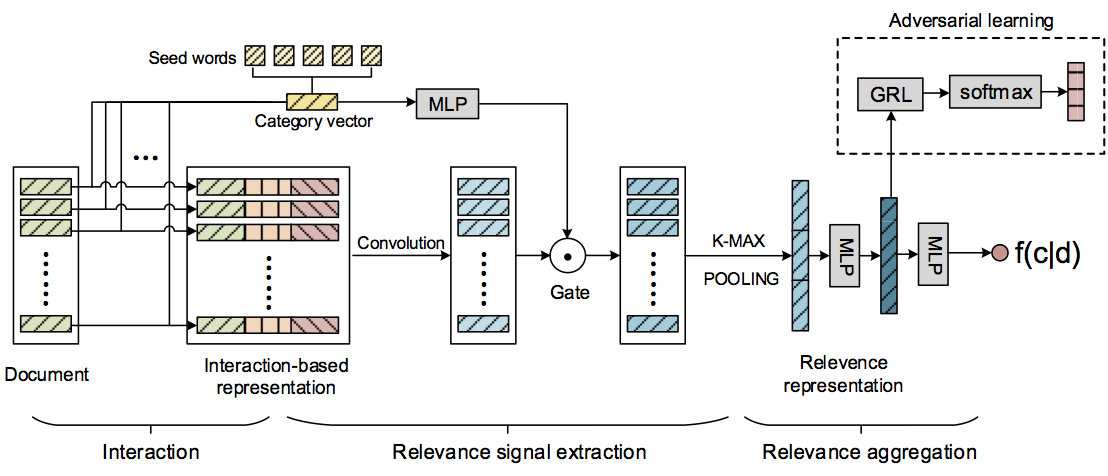 Adversarial learning
Seed words
GRL
softmax
MLP
Category vector
...
Convolution
Gate
K-MAX
POOLING
MLP
MLP
f(c|d)
Document
Interaction-based
representation
Relevence
representation
Interaction
Relevance signal extraction
Relevance aggregation